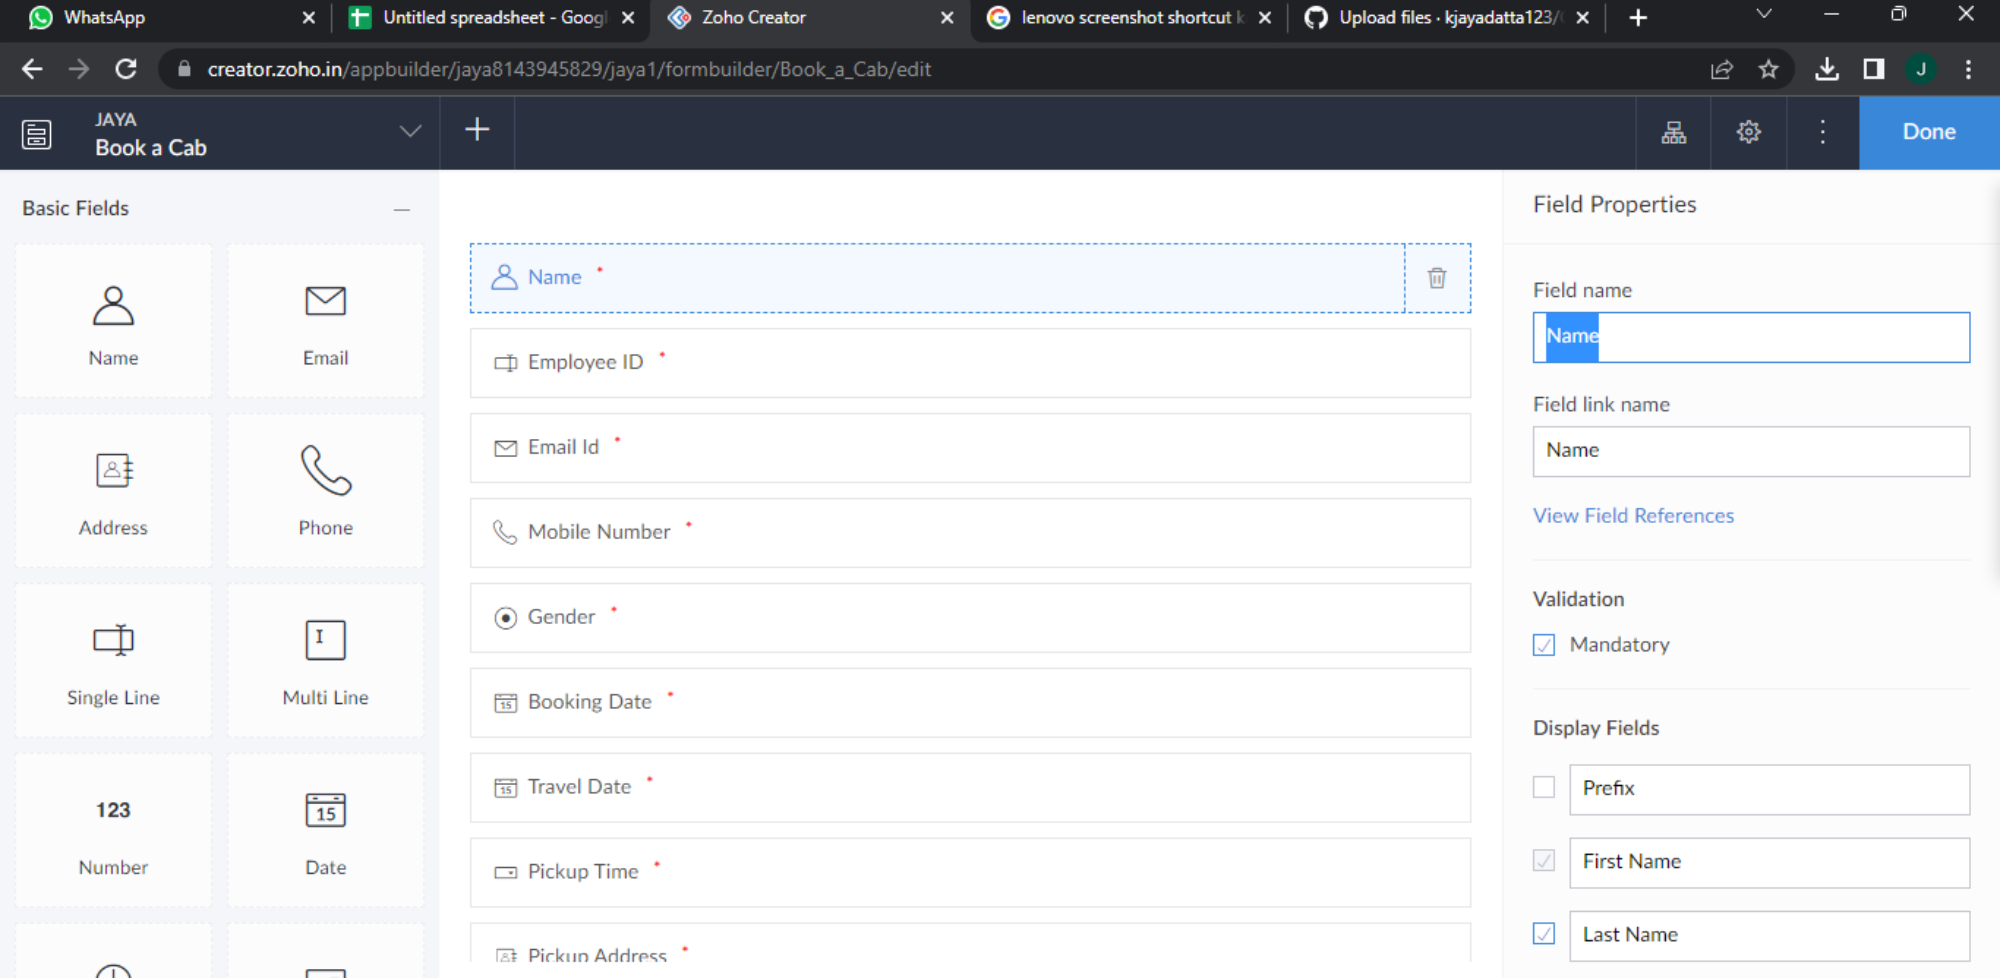 WhatsApp
Untitled spreadsheet - Googl
Zoho Creator
lenovo screenshot shortcut k
Upload files · kjayadatta123/
creator.zoho.in/appbuilder/jaya8143945829/jaya1/formbuilder/Book_a_Cab/edit
J
JAYA
Book a Cab
Done
Basic Fields
Name
Email
Address
Phone
Single Line
Multi Line
123
15
Number
Date
Name *
Employee ID *
Email Id *
Mobile Number *
Gender *
15 Booking Date *
15 Travel Date *
Pickup Time *
Pickup Address *
Field Properties
Field name
Name
Field link name
Name
View Field References
Validation
Mandatory
Display Fields
Prefix
First Name
Last Name